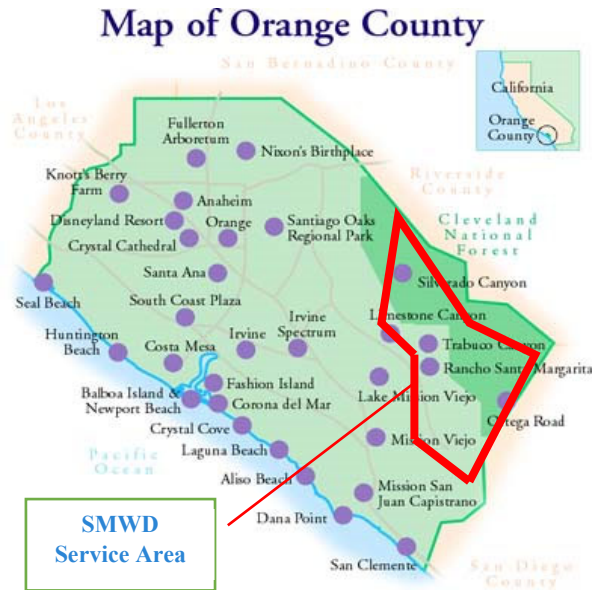 Map of Orange County
San Bernadino County
California
Orange
County
Los
Angeles
County
Fullerton
Arboretum
Nixon's Birthplace
Riverside
County
Knott's Berry
Farm
Anaheim
Cleveland
National
Forest
Disneyland Resort
Orange
Santiago Oaks
Regional Park
Crystal Cathedral
Santa Ana
Silverado Canyon
Seal Beach
South Coast Plaza
Limestone Canyon
Irvine
Spectrum
Huntington
Beach
Costa Mesa
Irvine
Trabuco Canyon
Rancho Santa Margarita
Fashion Island
Lake Mission Viejo
Balboa Island &
Newport Beach
Corona del Mar
Ortega Road
Crystal Cove
Mission Viejo
Pacific
Ocean
Laguna Beach
Aliso Beach
Mission San
Juan Capistrano
Dana Point
SMWD
Service Area
San Clemente
San Diego
County